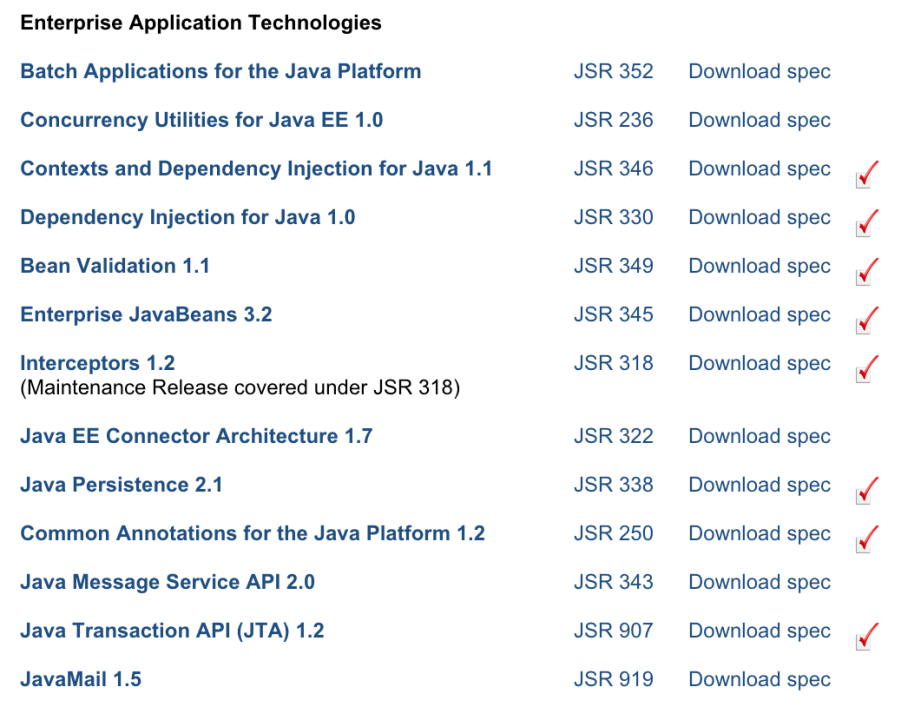 Enterprise Application Technologies
Batch Applications for the Java Platform JSR 352 Download spec
Concurrency Utilities for Java EE 1.0 JSR 236 Download spec
Contexts and Dependency Injection for Java 1.1 JSR 346 Download spec
Dependency Injection for Java 1.0 JSR 330 Download spec
Bean Validation 1.1 JSR 349 Download spec
Enterprise JavaBeans 3.2 JSR 345 Download spec
Interceptors 1.2 JSR 318 Download spec
(Maintenance Release covered under JSR 318)
Java EE Connector Architecture 1.7 JSR 322 Download spec
Java Persistence 2.1 JSR 338 Download spec
Common Annotations for the Java Platform 1.2 JSR 250 Download spec
Java Message Service API 2.0 JSR 343 Download spec
Java Transaction API (JTA) 1.2 JSR 907 Download spec
JavaMail 1.5 JSR 919 Download spec